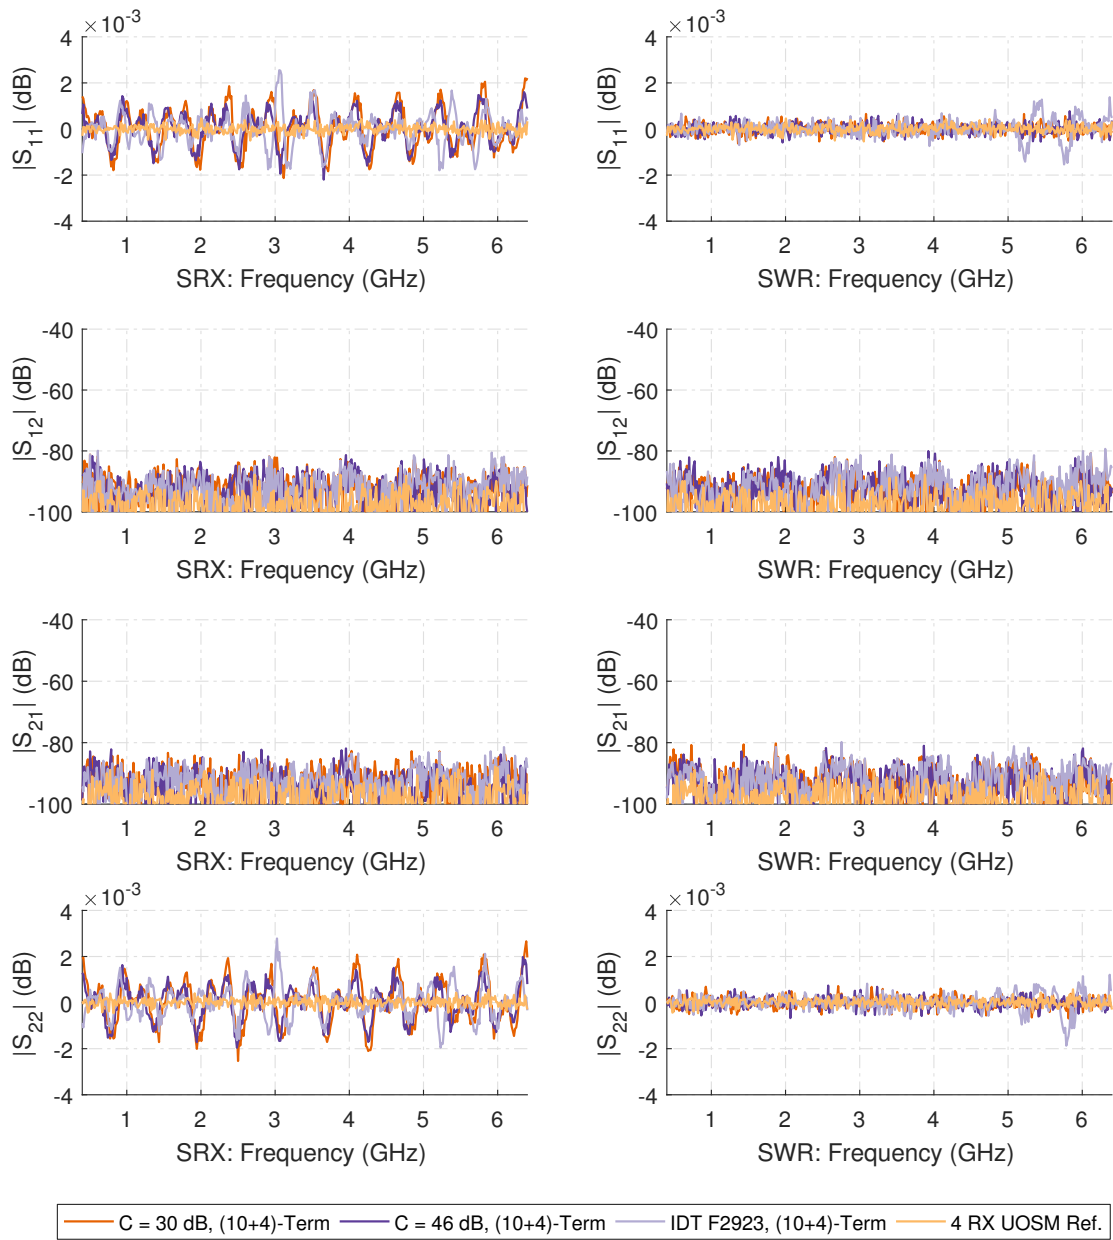 ×10⁻³
4
2
0
-2
-4
|S₁₁| (dB)
1 2 3 4 5 6
SRX: Frequency (GHz)
×10⁻³
4
2
0
-2
-4
|S₁₁| (dB)
1 2 3 4 5 6
SWR: Frequency (GHz)
-40
-60
-80
-100
|S₁₂| (dB)
1 2 3 4 5 6
SRX: Frequency (GHz)
-40
-60
-80
-100
|S₁₂| (dB)
1 2 3 4 5 6
SWR: Frequency (GHz)
-40
-60
-80
-100
|S₂₁| (dB)
1 2 3 4 5 6
SRX: Frequency (GHz)
-40
-60
-80
-100
|S₂₁| (dB)
1 2 3 4 5 6
SWR: Frequency (GHz)
×10⁻³
4
2
0
-2
-4
|S₂₂| (dB)
1 2 3 4 5 6
SRX: Frequency (GHz)
×10⁻³
4
2
0
-2
-4
|S₂₂| (dB)
1 2 3 4 5 6
SWR: Frequency (GHz)
C = 30 dB, (10+4)-Term C = 46 dB, (10+4)-Term IDT F2923, (10+4)-Term 4 RX UOSM Ref.